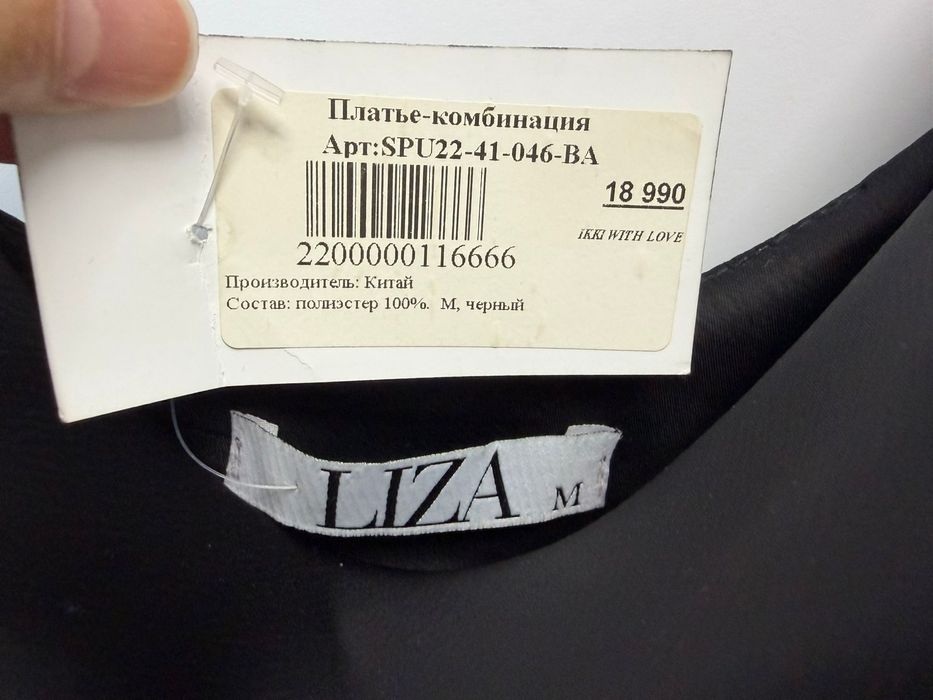 Платье-комбинация
Арт:SPU22-41-046-BA
18 990
IKKI WITH LOVE
2200000116666
Производитель: Китай
Состав: полиэстер 100%. M, черный
LIZA M